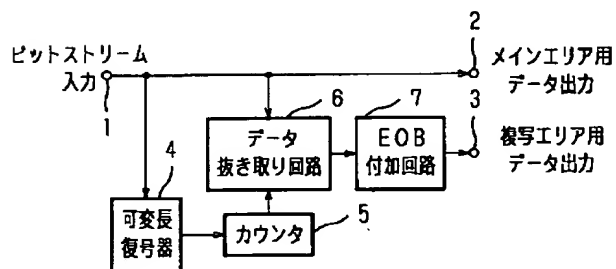 ビットストリーム
入力
1
2
メインエリア用
データ出力
3
複写エリア用
データ出力
6
データ
抜き取り回路
7
EOB
付加回路
4
可変長
復号器
カウンタ
5